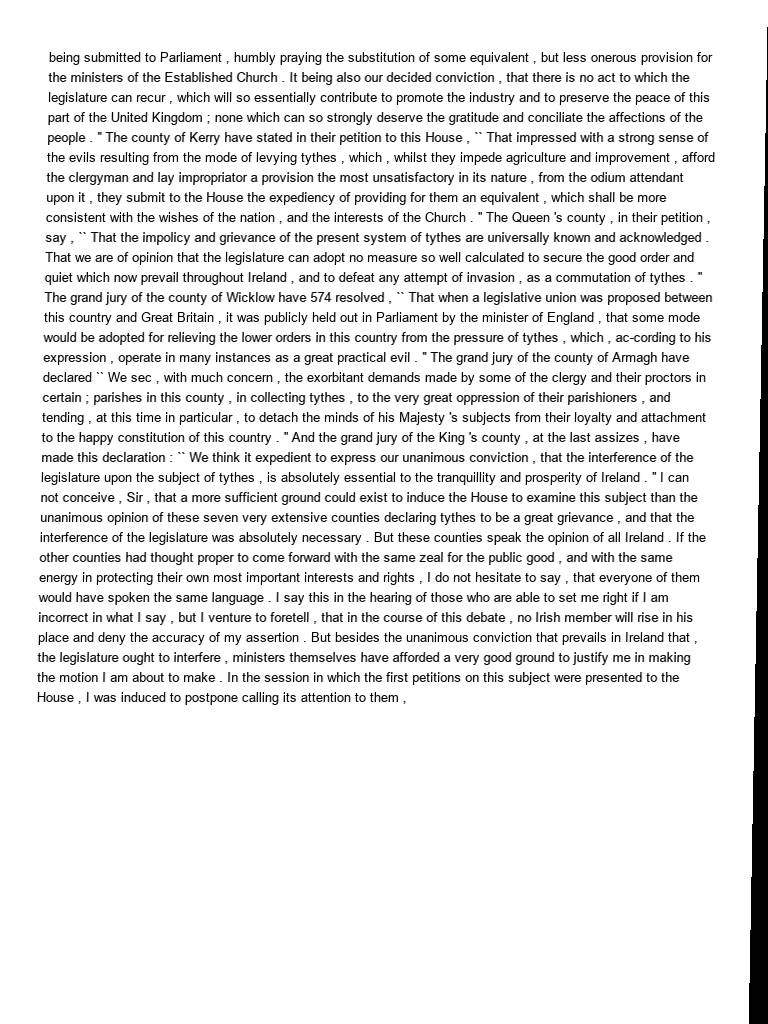 being submitted to Parliament , humbly praying the substitution of some equivalent , but less onerous provision for
the ministers of the Established Church . It being also our decided conviction , that there is no act to which the
legislature can recur , which will so essentially contribute to promote the industry and to preserve the peace of this
part of the United Kingdom ; none which can so strongly deserve the gratitude and conciliate the affections of the
people . " The county of Kerry have stated in their petition to this House , `` That impressed with a strong sense of
the evils resulting from the mode of levying tythes , which , whilst they impede agriculture and improvement , afford
the clergyman and lay impropriator a provision the most unsatisfactory in its nature , from the odium attendant
upon it , they submit to the House the expediency of providing for them an equivalent , which shall be more
consistent with the wishes of the nation , and the interests of the Church . " The Queen 's county , in their petition ,
say , `` That the impolicy and grievance of the present system of tythes are universally known and acknowledged .
That we are of opinion that the legislature can adopt no measure so well calculated to secure the good order and
quiet which now prevail throughout Ireland , and to defeat any attempt of invasion , as a commutation of tythes . "
The grand jury of the county of Wicklow have 574 resolved , `` That when a legislative union was proposed between
this country and Great Britain , it was publicly held out in Parliament by the minister of England , that some mode
would be adopted for relieving the lower orders in this country from the pressure of tythes , which , ac-cording to his
expression , operate in many instances as a great practical evil . " The grand jury of the county of Armagh have
declared `` We sec , with much concern , the exorbitant demands made by some of the clergy and their proctors in
certain ; parishes in this county , in collecting tythes , to the very great oppression of their parishioners , and
tending , at this time in particular , to detach the minds of his Majesty 's subjects from their loyalty and attachment
to the happy constitution of this country . " And the grand jury of the King 's county , at the last assizes , have
made this declaration : `` We think it expedient to express our unanimous conviction , that the interference of the
legislature upon the subject of tythes , is absolutely essential to the tranquillity and prosperity of Ireland . " I can
not conceive , Sir , that a more sufficient ground could exist to induce the House to examine this subject than the
unanimous opinion of these seven very extensive counties declaring tythes to be a great grievance , and that the
interference of the legislature was absolutely necessary . But these counties speak the opinion of all Ireland . If the
other counties had thought proper to come forward with the same zeal for the public good , and with the same
energy in protecting their own most important interests and rights , I do not hesitate to say , that everyone of them
would have spoken the same language . I say this in the hearing of those who are able to set me right if I am
incorrect in what I say , but I venture to foretell , that in the course of this debate , no Irish member will rise in his
place and deny the accuracy of my assertion . But besides the unanimous conviction that prevails in Ireland that ,
the legislature ought to interfere , ministers themselves have afforded a very good ground to justify me in making
the motion I am about to make . In the session in which the first petitions on this subject were presented to the
House , I was induced to postpone calling its attention to them ,